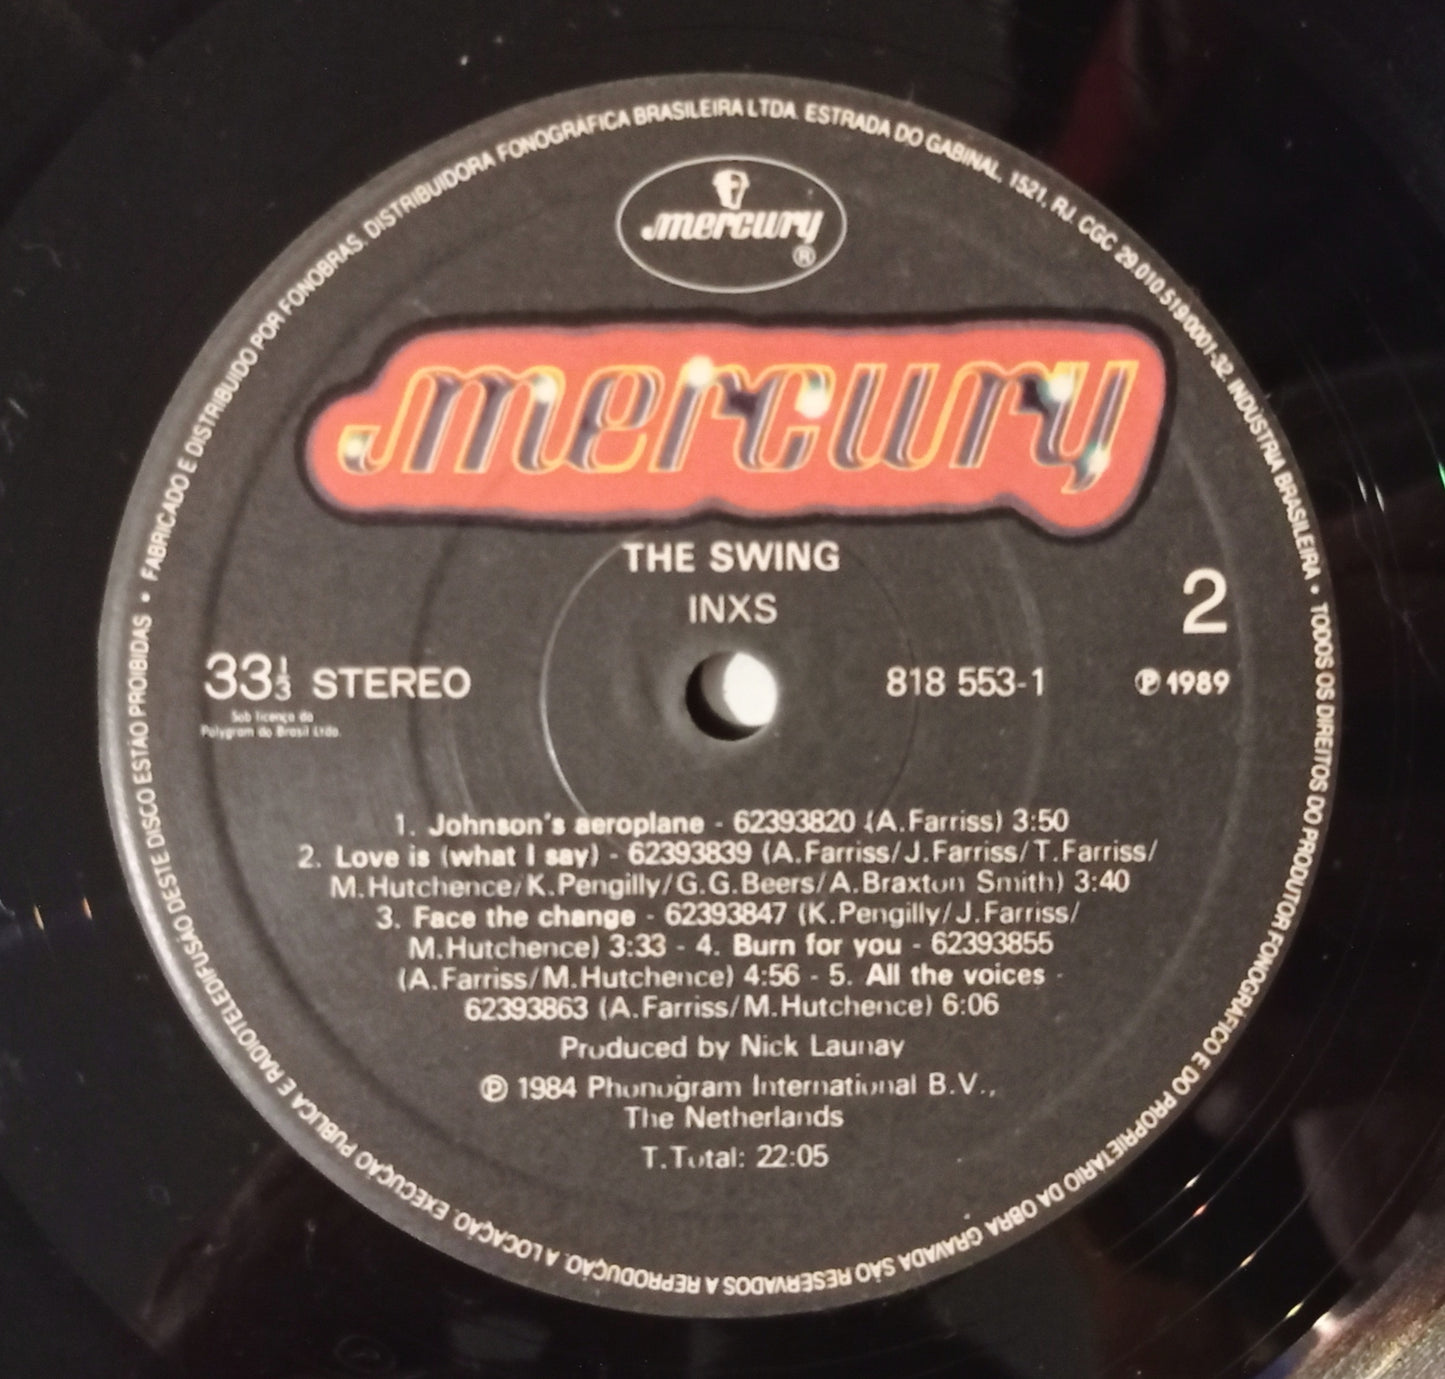 FABRICADO E DISTRIBUIDO POR FONOBRAS. DISTRIBUIDORA FONOGRÁFICA BRASILEIRA LTDA. ESTRADA DO GABINAL, 1521, RJ. CGC 29.010.519/0001-32. INDÚSTRIA BRASILEIRA •
mercury ®
mercury
THE SWING
INXS
2
33 1/3 STEREO
818 553-1
℗ 1989
Sob licença da
Polygram do Brasil Ltda.
1. Johnson's aeroplane - 62393820 (A.Farriss) 3:50
2. Love is (what I say) - 62393839 (A.Farriss/J.Farriss/T.Farriss/
M.Hutchence/K.Pengilly/G.G.Beers/A.Braxton Smith) 3:40
3. Face the change - 62393847 (K.Pengilly/J.Farriss/
M.Hutchence) 3:33 - 4. Burn for you - 62393855
(A.Farriss/M.Hutchence) 4:56 - 5. All the voices -
62393863 (A.Farriss/M.Hutchence) 6:06
Produced by Nick Launay
℗ 1984 Phonogram International B.V.,
The Netherlands
T.Total: 22:05
TODOS OS DIREITOS DO PRODUTOR FONOGRÁFICO E DO PROPRIETÁRIO DA OBRA GRAVADA SÃO RESERVADOS A REPRODUÇÃO. A LOCAÇÃO. EXECUÇÃO PUBLICA E RADIOTELEDIFUSÃO DESTE DISCO ESTÃO PROIBIDAS •